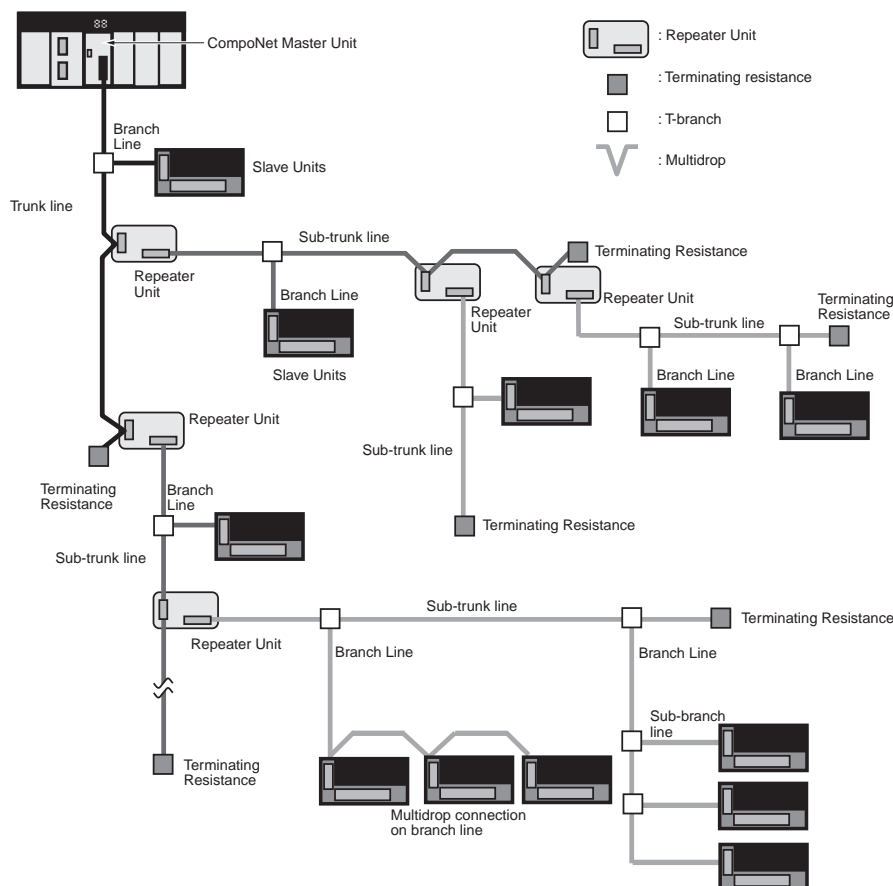 88
CompoNet Master Unit
: Repeater Unit
: Terminating resistance
: T-branch
: Multidrop
Branch
Line
Slave Units
Trunk line
Sub-trunk line
Terminating Resistance
Repeater
Unit
Branch Line
Slave Units
Repeater
Unit
Repeater Unit
Terminating
Resistance
Sub-trunk line
Branch Line
Branch Line
Repeater Unit
Sub-trunk line
Terminating
Resistance
Branch
Line
Terminating Resistance
Sub-trunk line
Sub-trunk line
Terminating Resistance
Repeater Unit
Branch Line
Branch Line
Sub-branch
line
Terminating
Resistance
Multidrop connection
on branch line